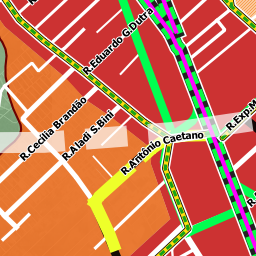 R.Eduardo G.Dutra
R.Cecília Brandão
R.Aladi S.Bini
R.Antônio Caetano
R.Exp.M